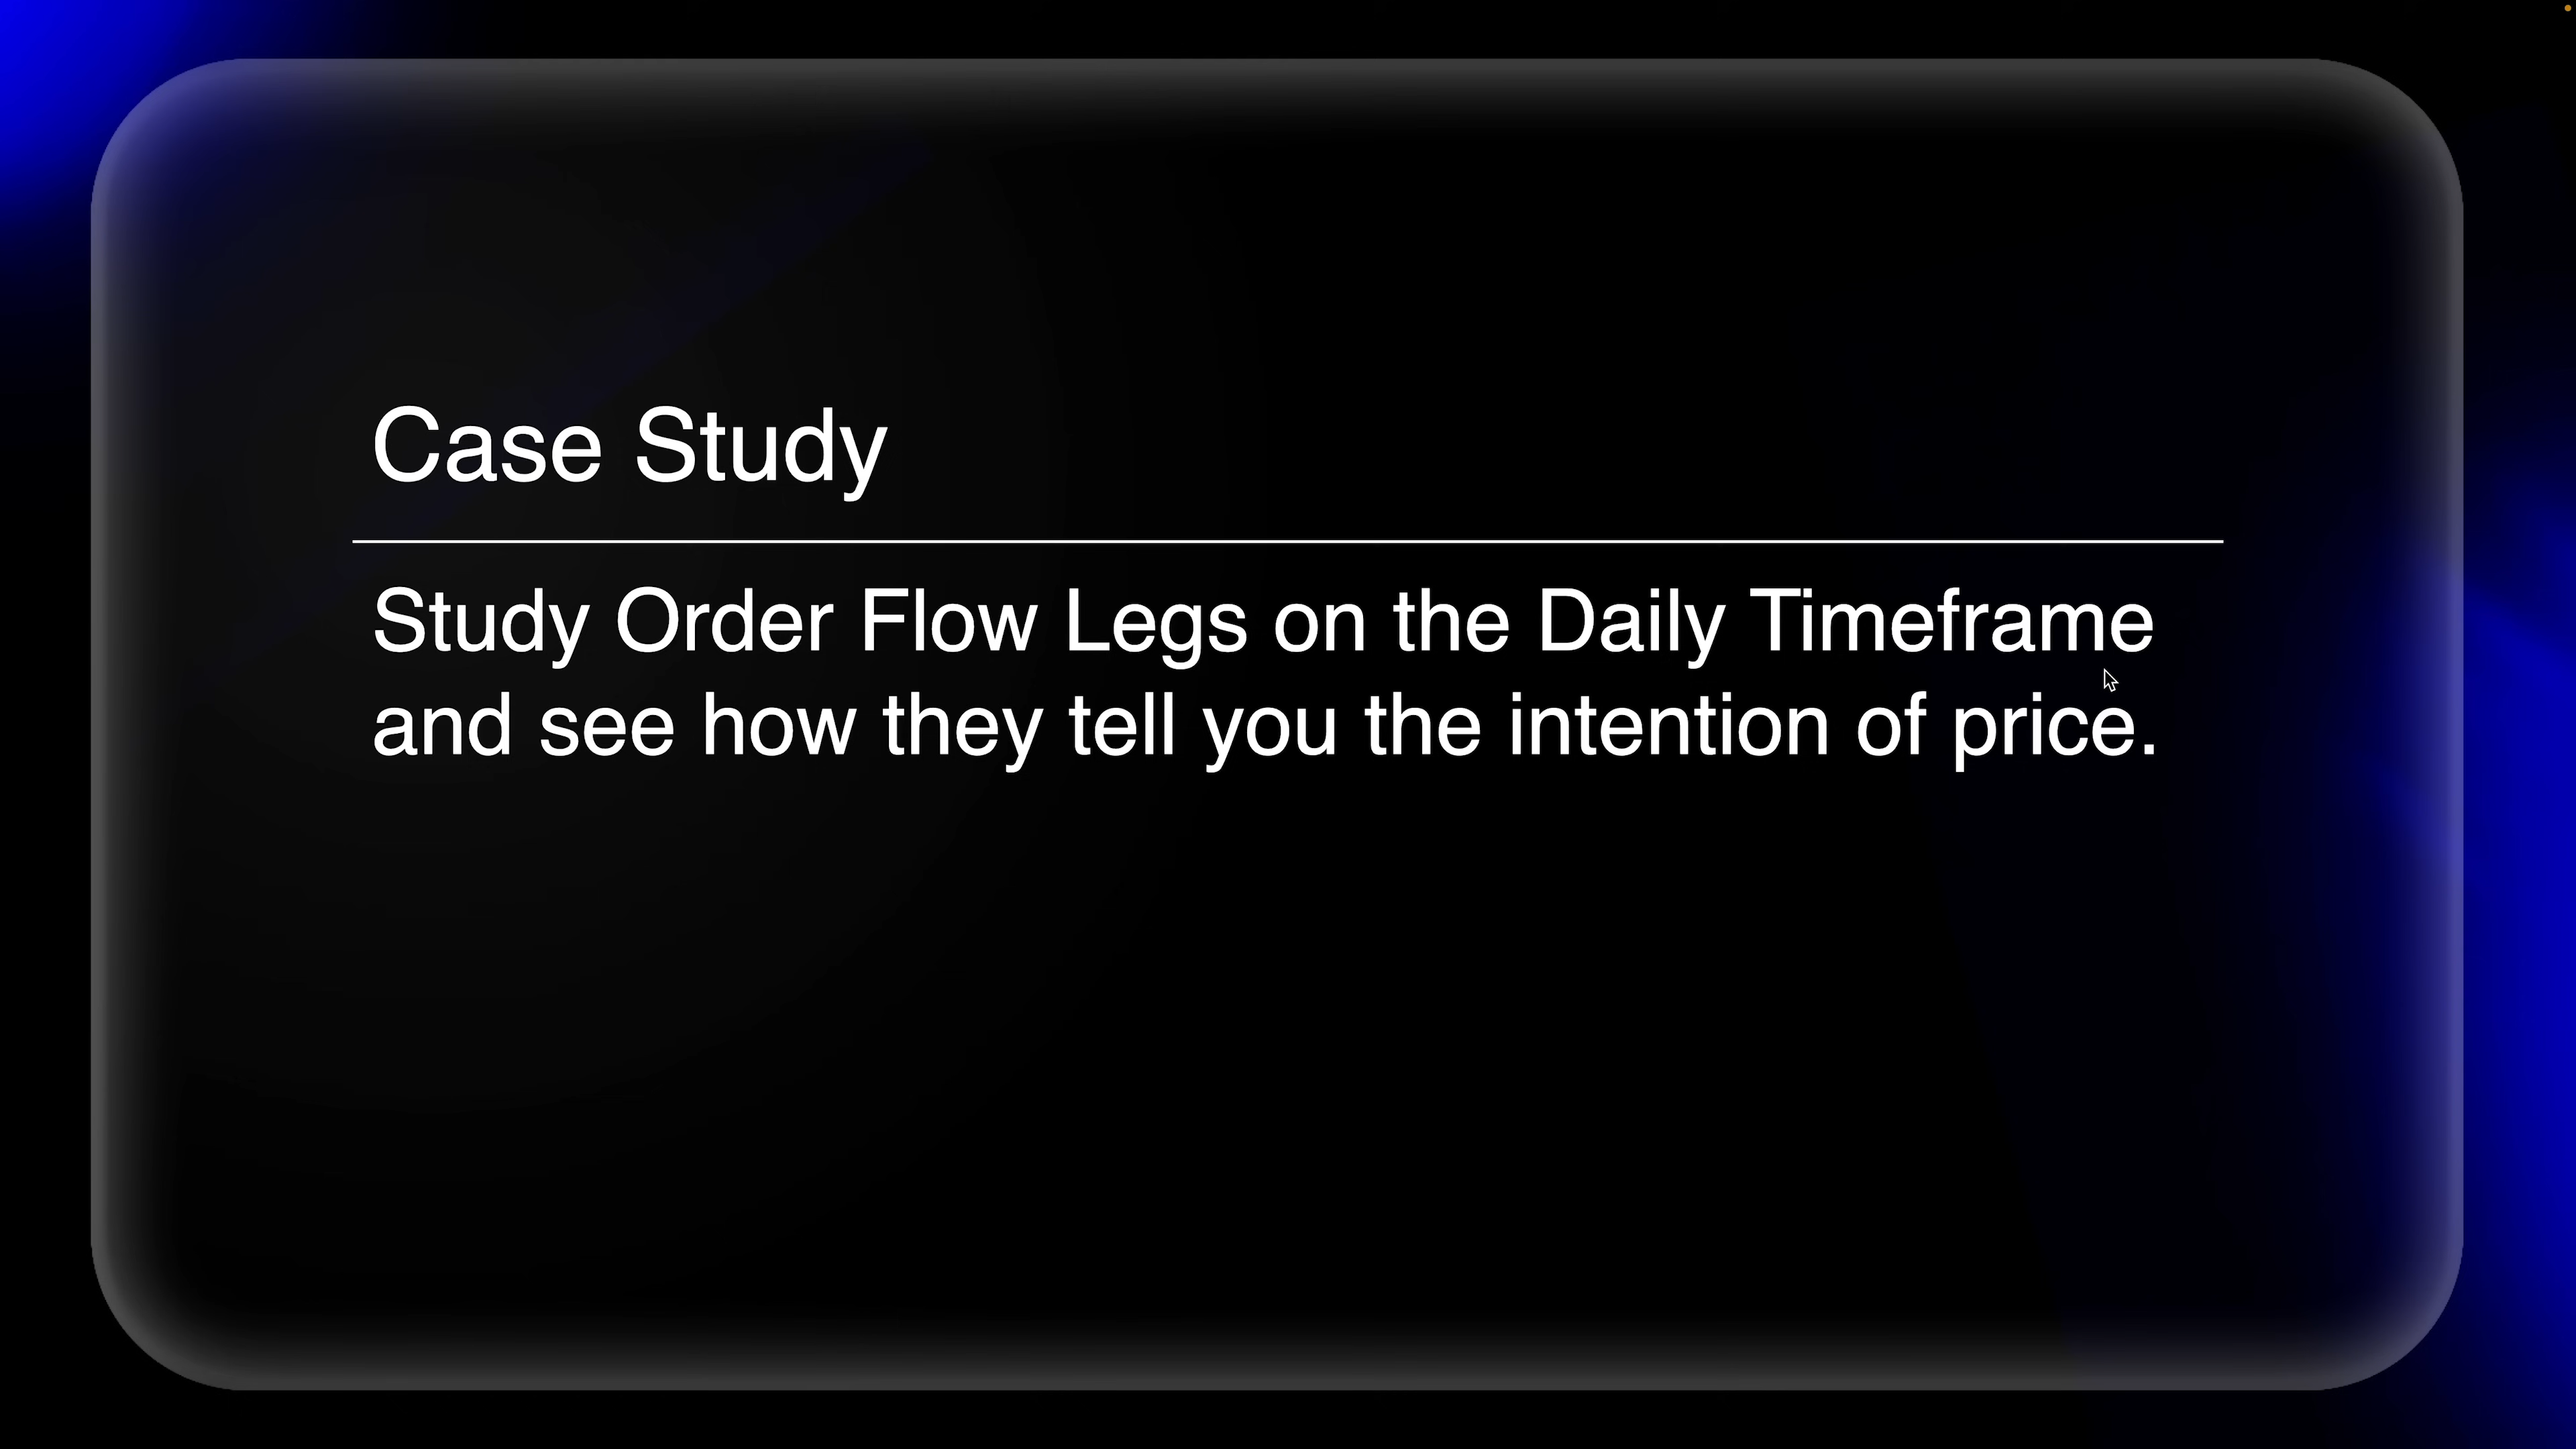 Case Study
Study Order Flow Legs on the Daily Timeframe
and see how they tell you the intention of price.